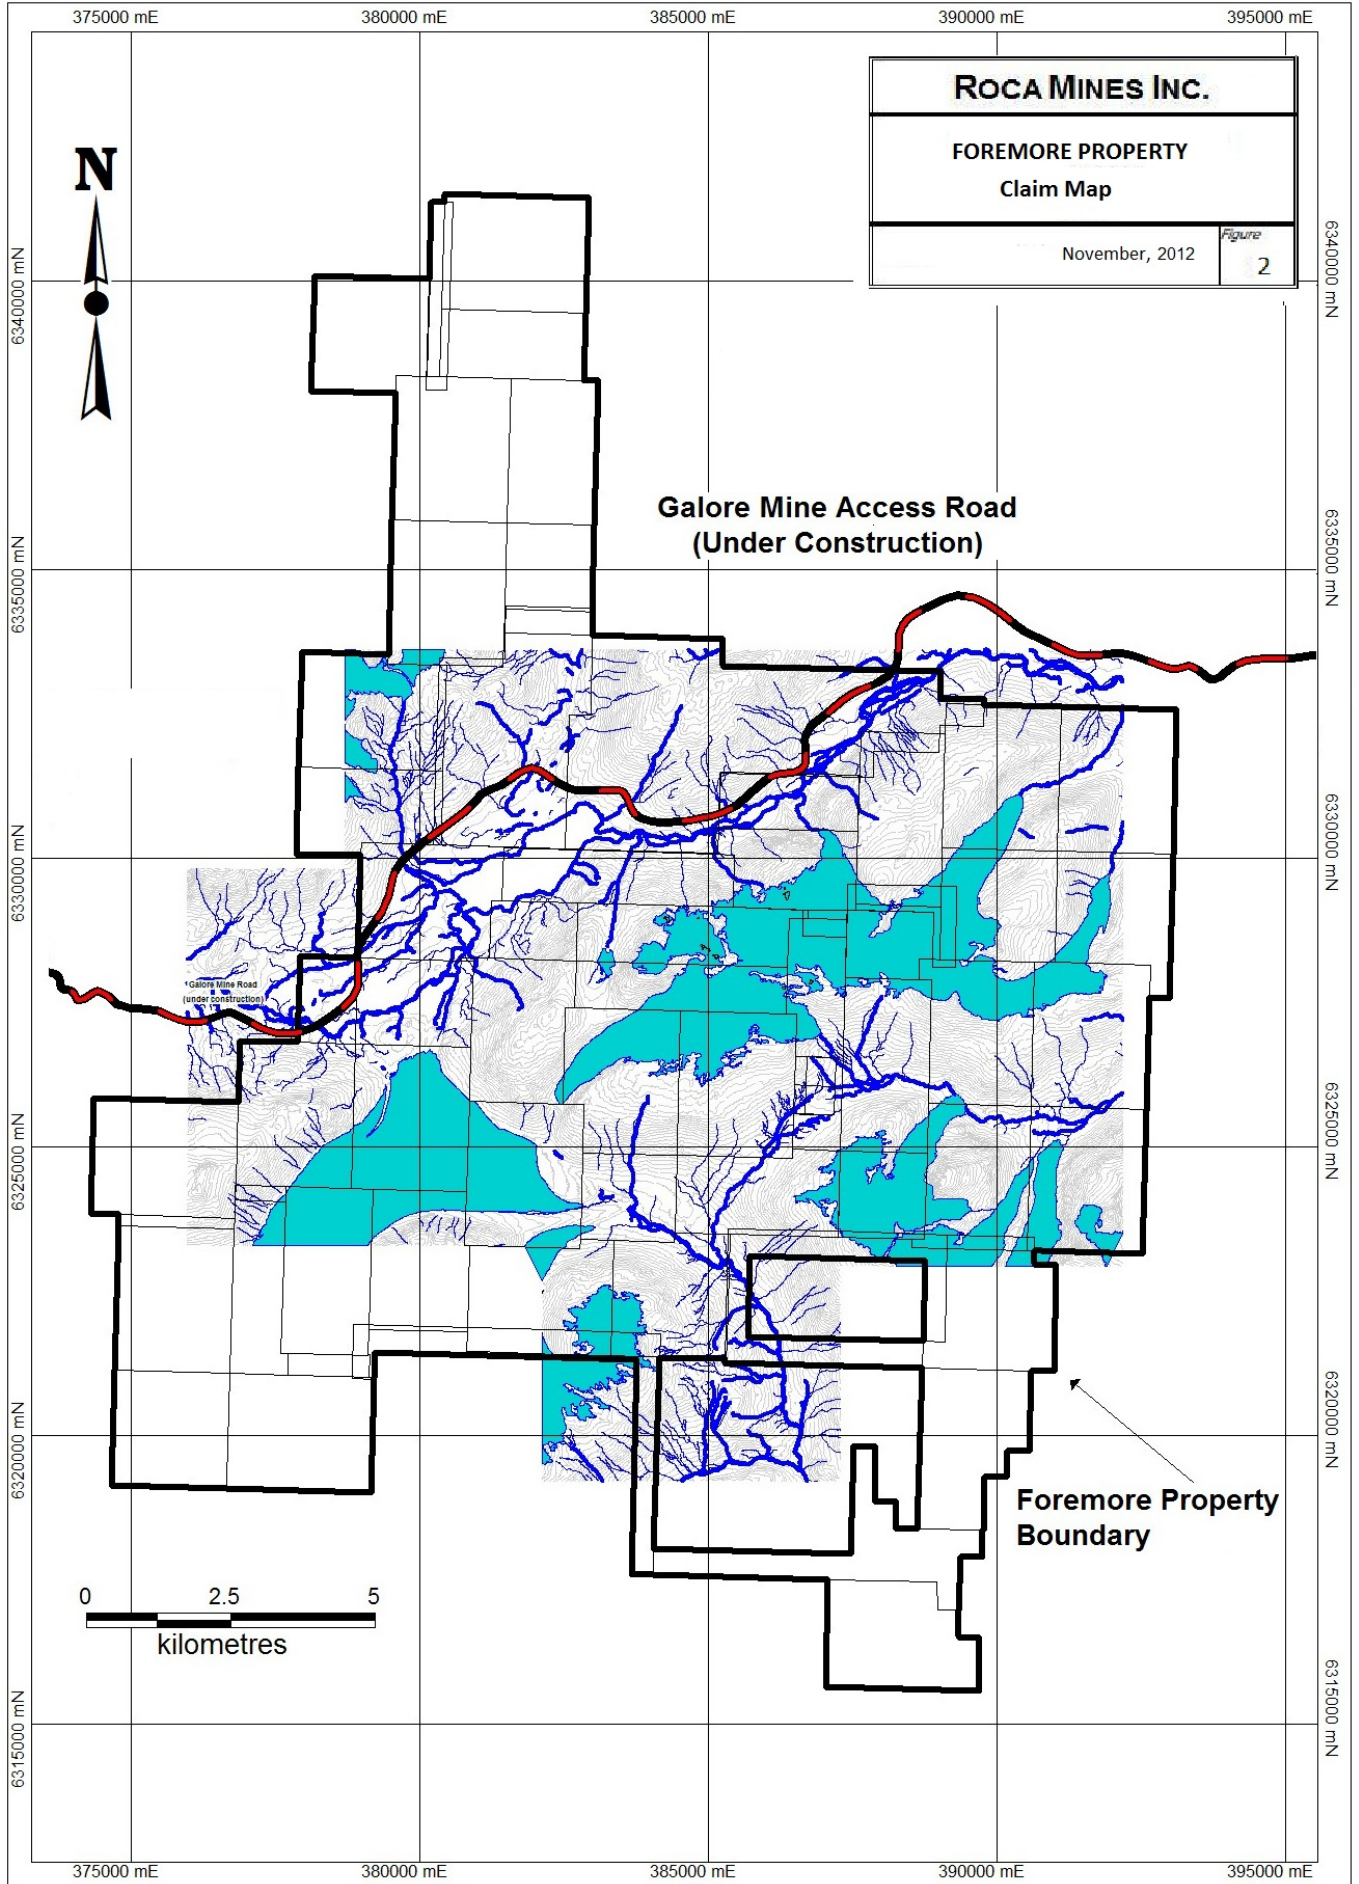 375000 mE
380000 mE
385000 mE
390000 mE
395000 mE
ROCA MINES INC.
FOREMORE PROPERTY
Claim Map
November, 2012
Figure
2
N
6340000 mN
6340000 mN
Galore Mine Access Road
(Under Construction)
6335000 mN
6335000 mN
6330000 mN
6330000 mN
Galore Mine Road
(under construction)
6325000 mN
6325000 mN
6320000 mN
6320000 mN
Foremore Property
Boundary
0 2.5 5
kilometres
6315000 mN
6315000 mN
375000 mE
380000 mE
385000 mE
390000 mE
395000 mE